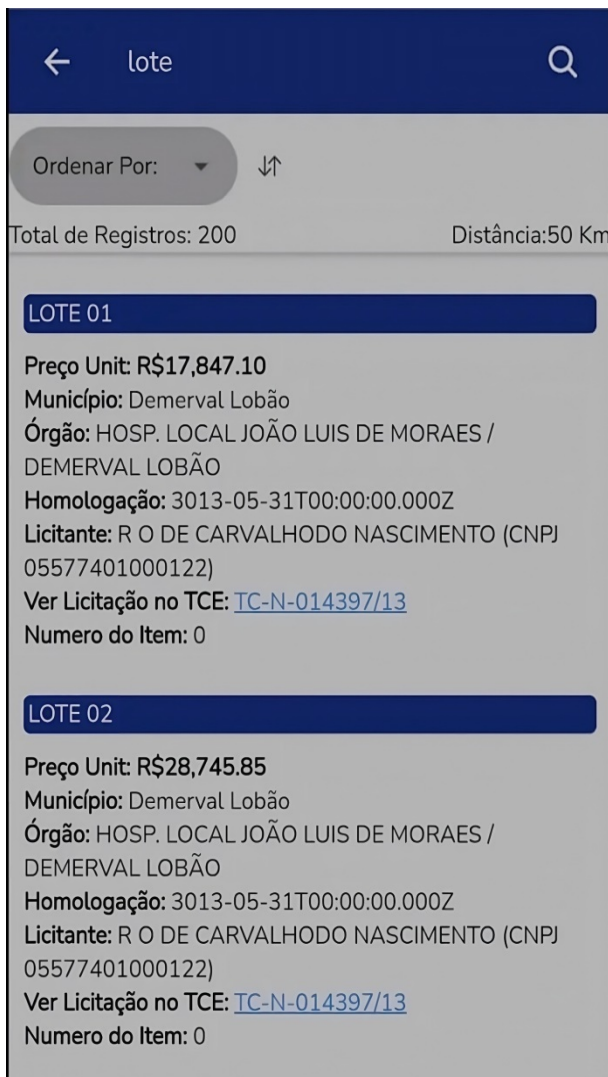 lote
Ordenar Por:
Total de Registros: 200 Distância:50 Km
LOTE 01
Preço Unit: R$17,847.10
Município: Demerval Lobão
Órgão: HOSP. LOCAL JOÃO LUIS DE MORAES /
DEMERVAL LOBÃO
Homologação: 3013-05-31T00:00:00.000Z
Licitante: R O DE CARVALHODO NASCIMENTO (CNPJ
05577401000122)
Ver Licitação no TCE: TC-N-014397/13
Numero do Item: 0
LOTE 02
Preço Unit: R$28,745.85
Município: Demerval Lobão
Órgão: HOSP. LOCAL JOÃO LUIS DE MORAES /
DEMERVAL LOBÃO
Homologação: 3013-05-31T00:00:00.000Z
Licitante: R O DE CARVALHODO NASCIMENTO (CNPJ
05577401000122)
Ver Licitação no TCE: TC-N-014397/13
Numero do Item: 0